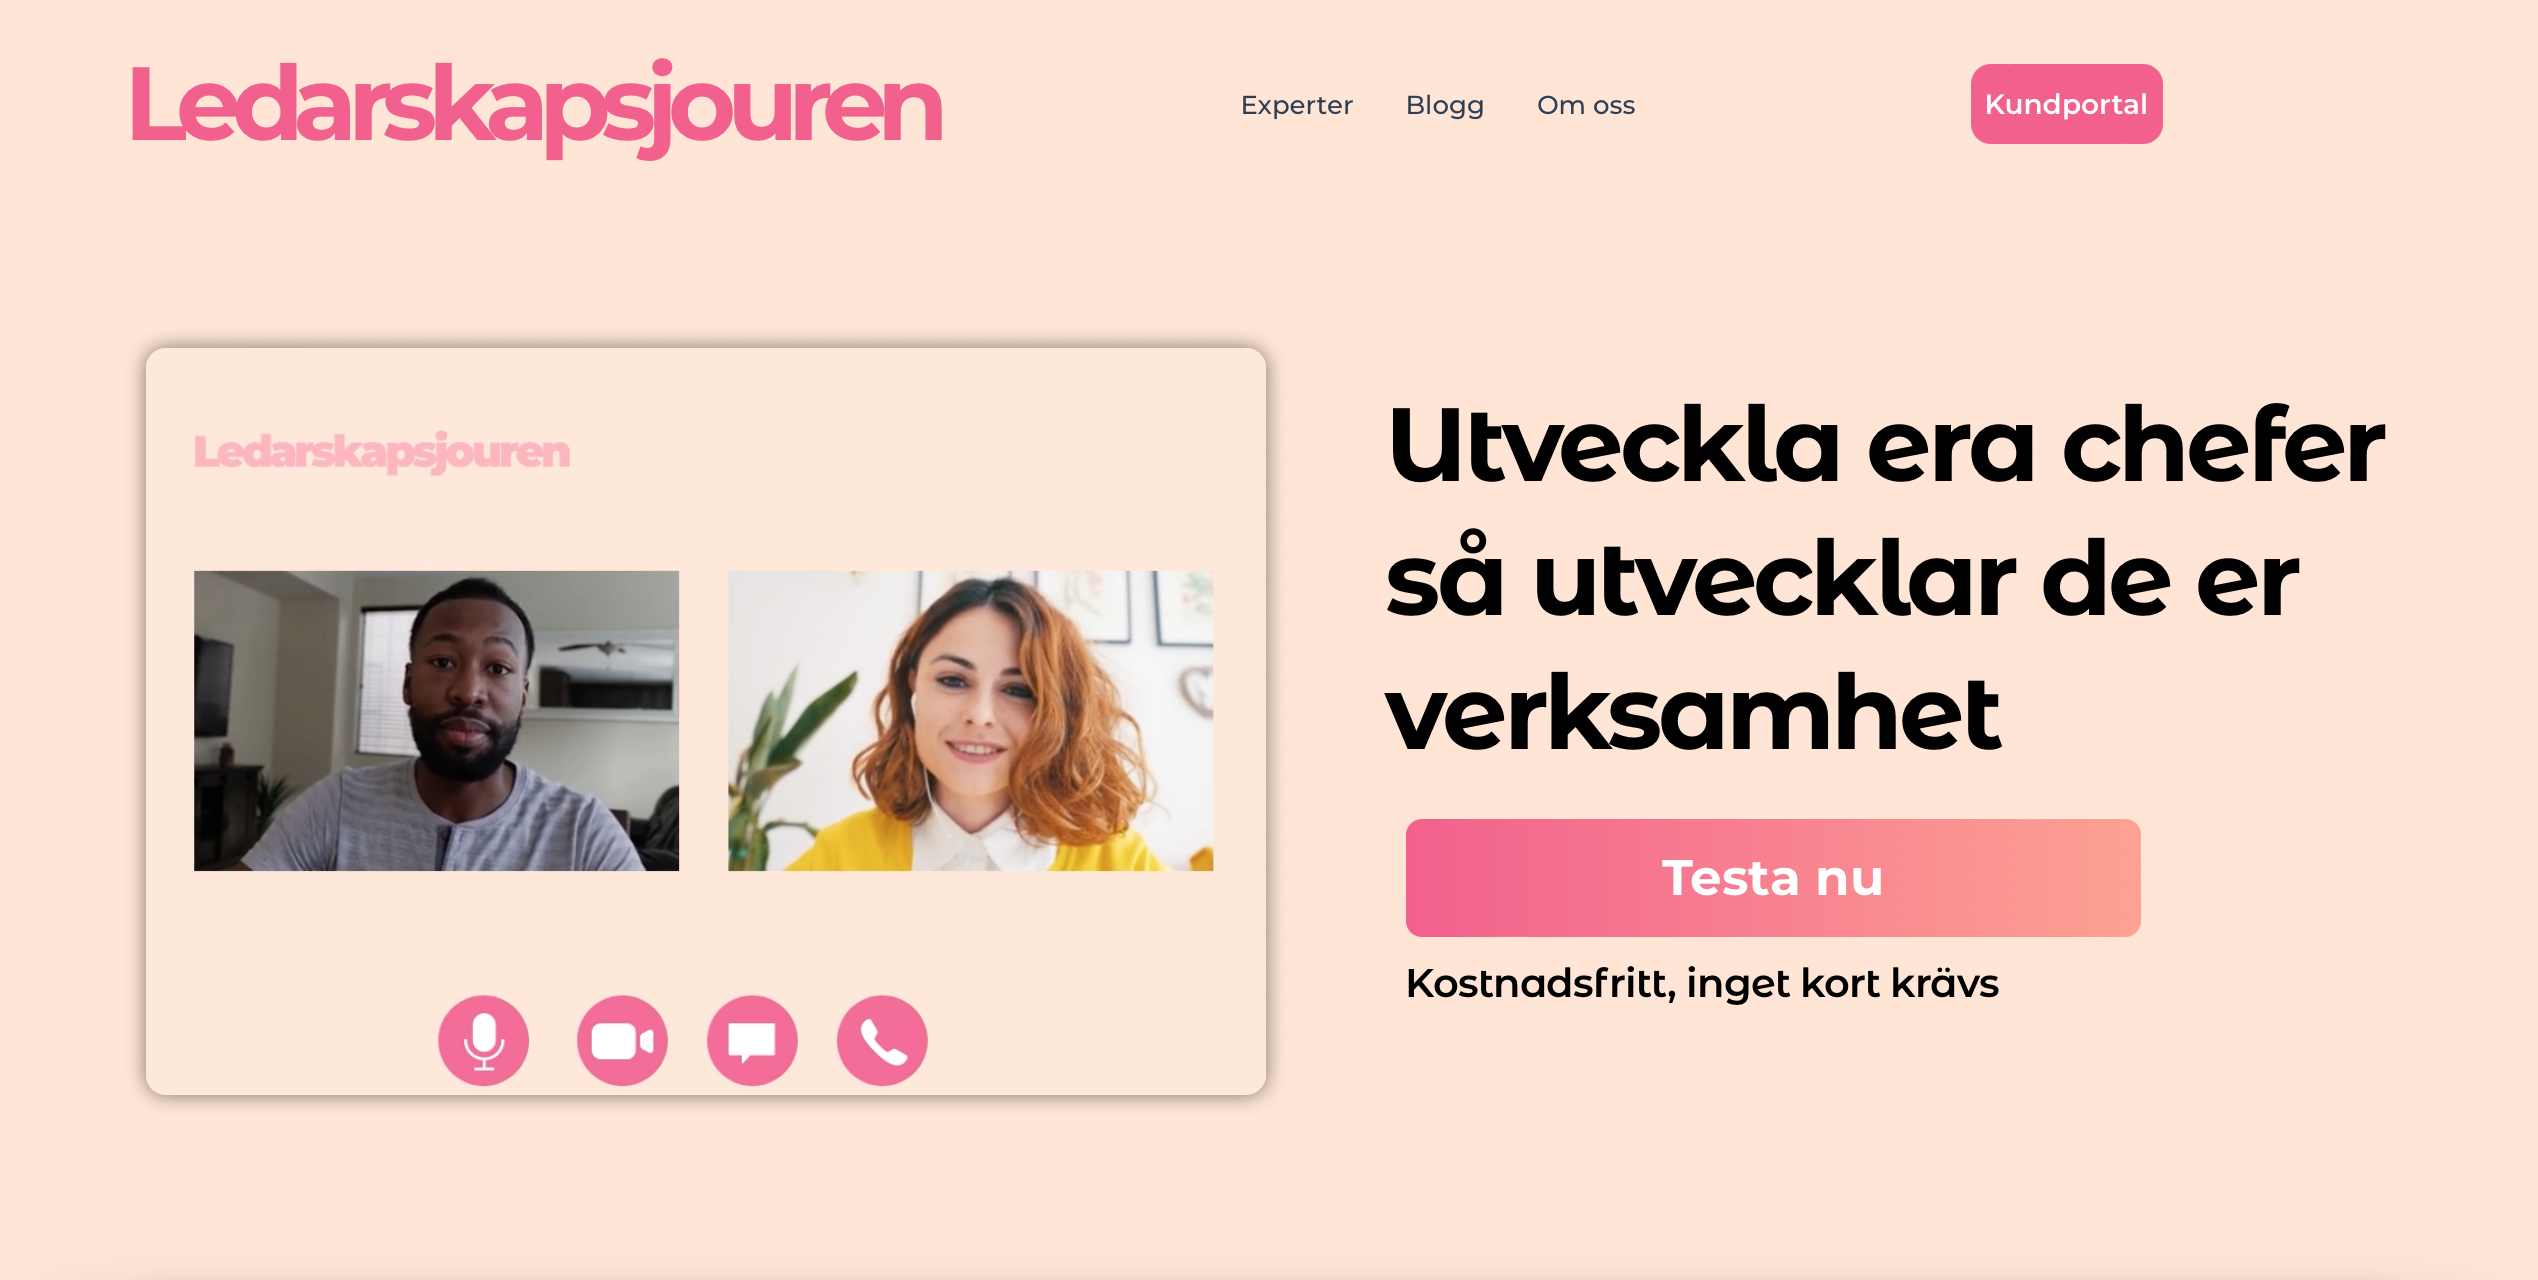 Ledarskapsjouren
Experter
Blogg
Om oss
Kundportal
Ledarskapsjouren
Utveckla era chefer
så utvecklar de er
verksamhet
Testa nu
Kostnadsfritt, inget kort krävs